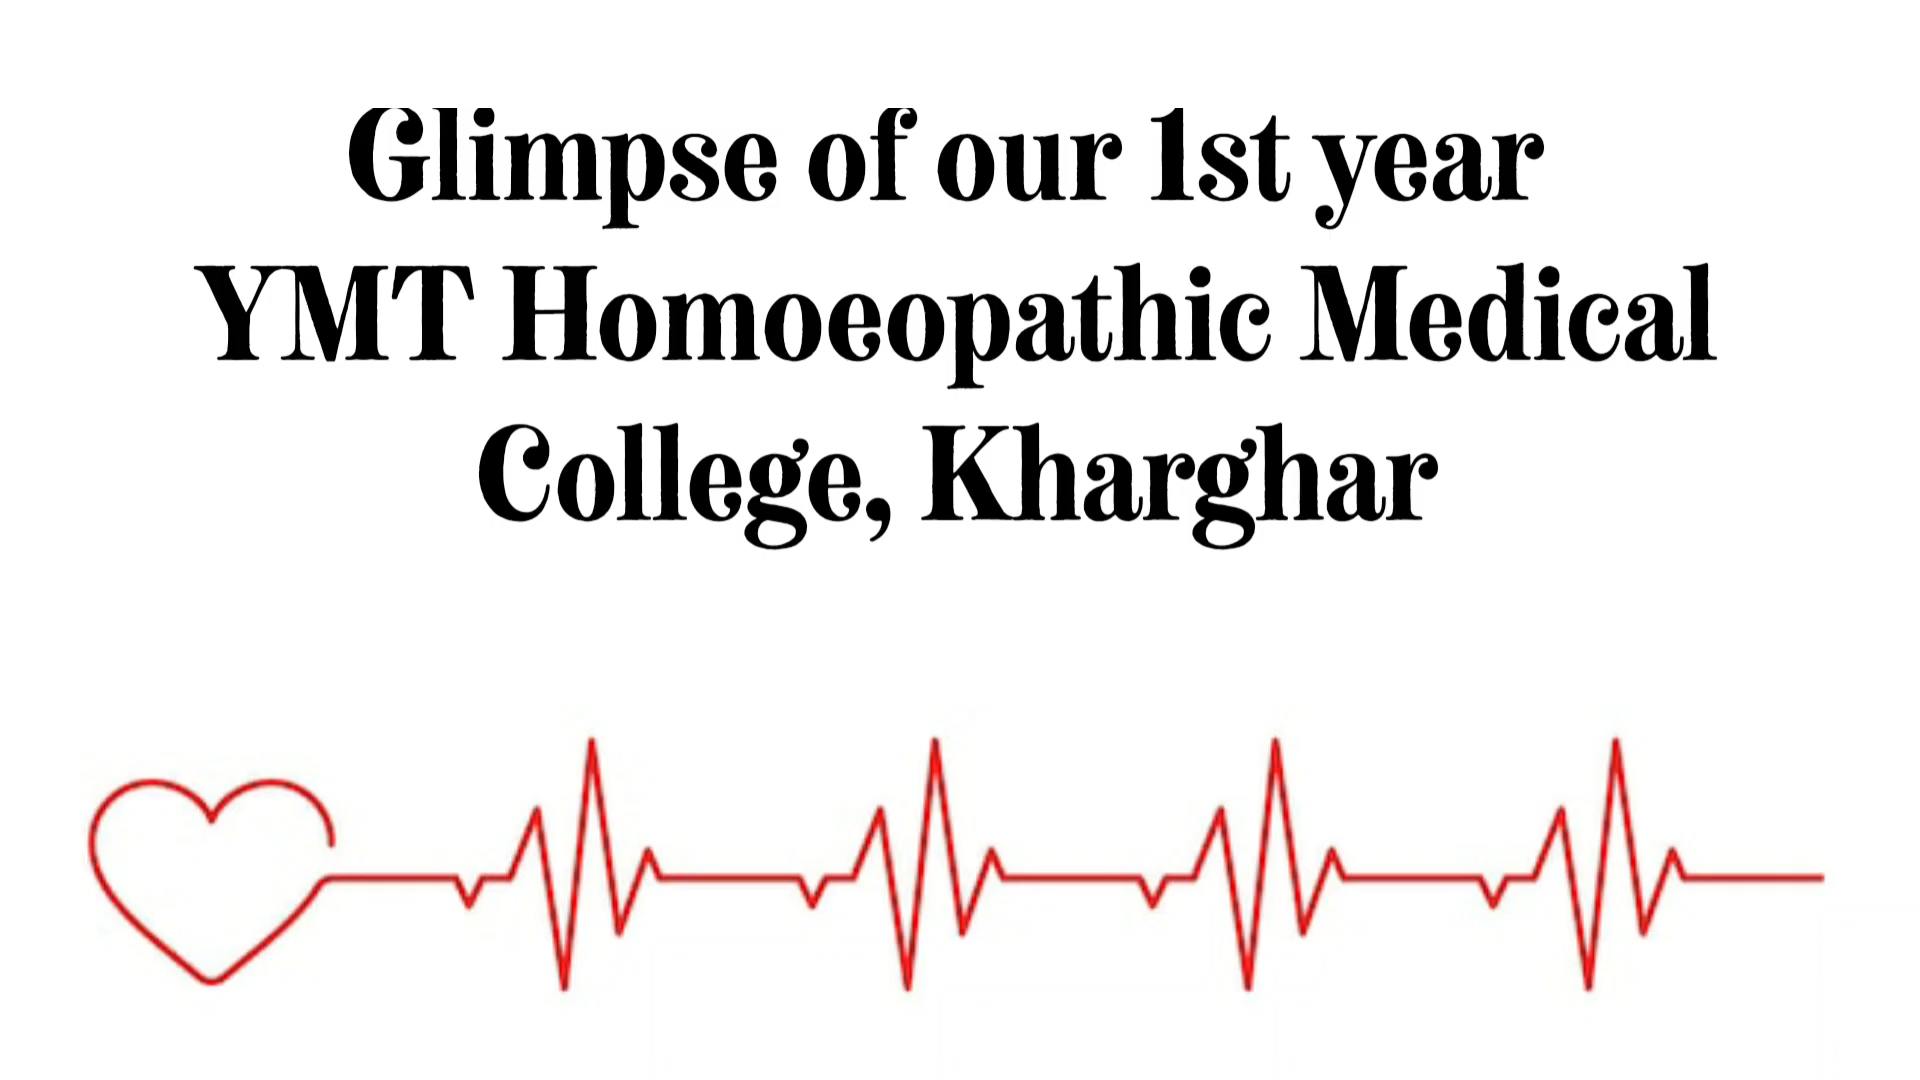 Glimpse of our 1st year
YMT Homoeopathic Medical
College, Kharghar